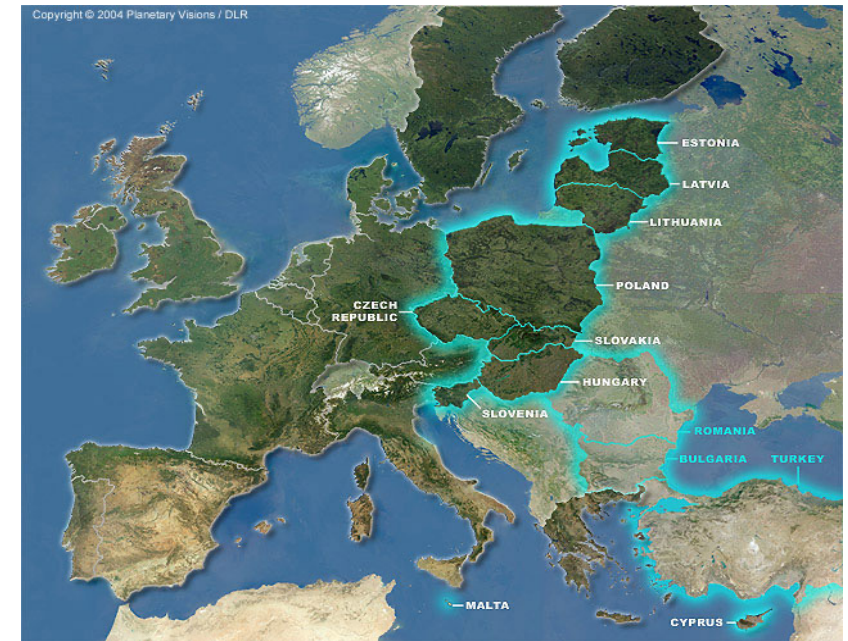 Copyright © 2004 Planetary Visions / DLR
ESTONIA
LATVIA
LITHUANIA
POLAND
CZECH
REPUBLIC
SLOVAKIA
HUNGARY
SLOVENIA
ROMANIA
BULGARIA
TURKEY
MALTA
CYPRUS